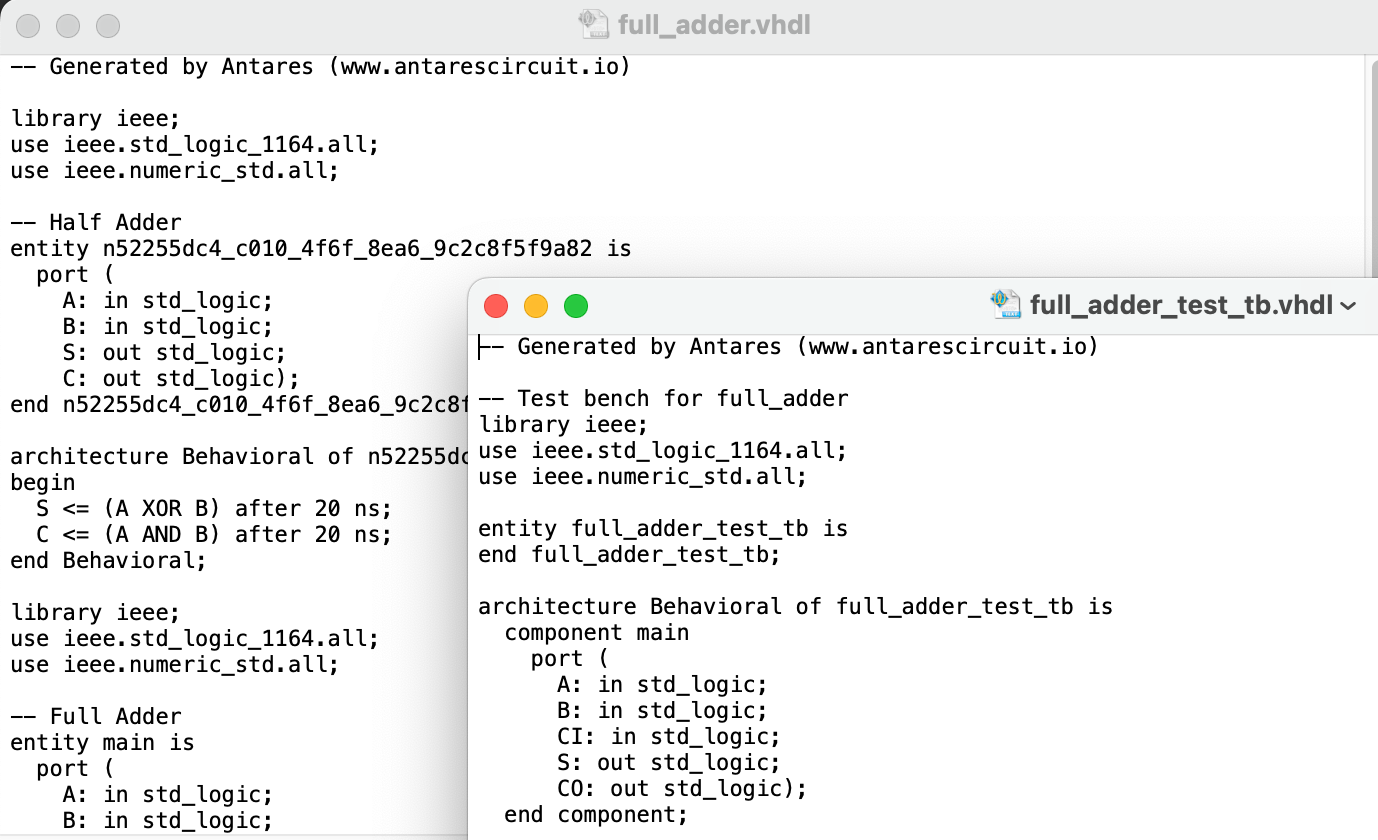 full_adder.vhdl
-- Generated by Antares (www.antarescircuit.io)

library ieee;
use ieee.std_logic_1164.all;
use ieee.numeric_std.all;

-- Half Adder
entity n52255dc4_c010_4f6f_8ea6_9c2c8f5f9a82 is
  port (
    A: in std_logic;
    B: in std_logic;
    S: out std_logic;
    C: out std_logic);
end n52255dc4_c010_4f6f_8ea6_9c2c8f

architecture Behavioral of n52255dc
begin
  S <= (A XOR B) after 20 ns;
  C <= (A AND B) after 20 ns;
end Behavioral;

library ieee;
use ieee.std_logic_1164.all;
use ieee.numeric_std.all;

-- Full Adder
entity main is
  port (
    A: in std_logic;
    B: in std_logic;
full_adder_test_tb.vhdl
-- Generated by Antares (www.antarescircuit.io)

-- Test bench for full_adder
library ieee;
use ieee.std_logic_1164.all;
use ieee.numeric_std.all;

entity full_adder_test_tb is
end full_adder_test_tb;

architecture Behavioral of full_adder_test_tb is
  component main
    port (
      A: in std_logic;
      B: in std_logic;
      CI: in std_logic;
      S: out std_logic;
      CO: out std_logic);
  end component;